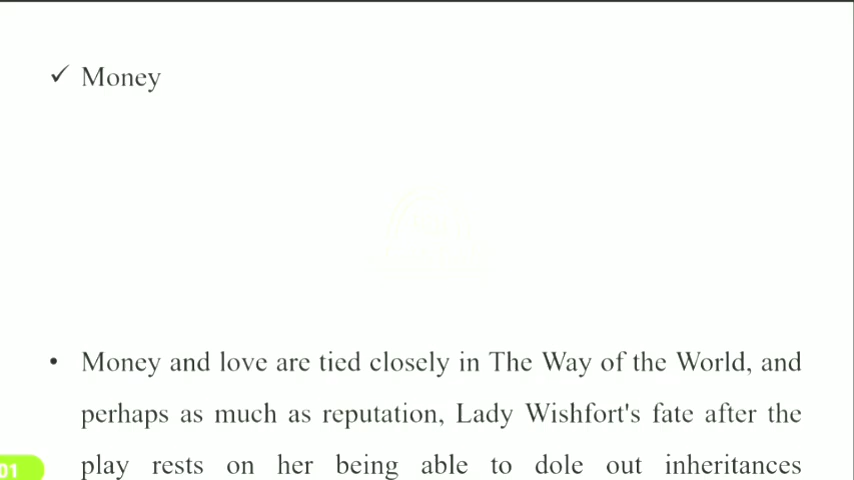 ✓ Money
• Money and love are tied closely in The Way of the World, and
perhaps as much as reputation, Lady Wishfort's fate after the
play rests on her being able to dole out inheritances
01